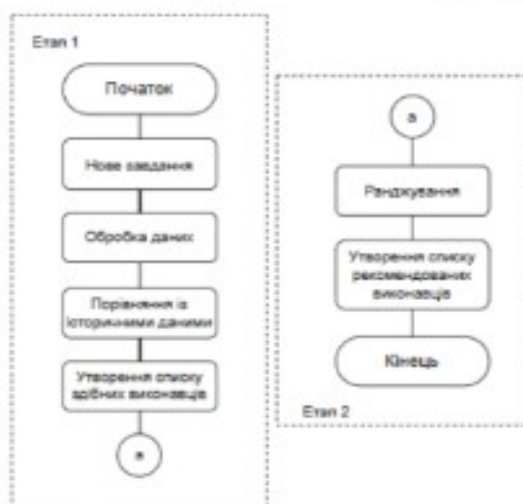 Етап 1
Початок
Нове завдання
Обробка даних
Порівняння із
історичними даними
Утворення списку
здібних виконавців
а
а
Ранджування
Утворення списку
рекомендованих
виконавців
Кінець
Етап 2